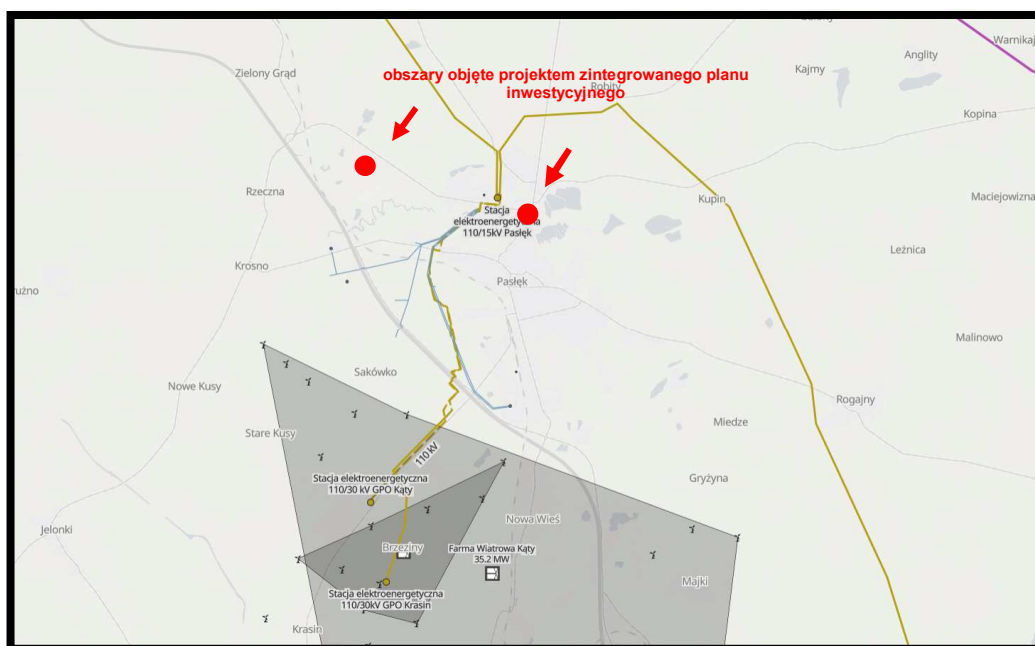 Warnikaj
Anglity
Kajmy
Zielony Grąd
obszary objęte projektem zintegrowanego planu
inwestycyjnego
Robity
Kopina
Rzeczna
Kupin
Maciejowizna
Stacja
elektroenergetyczna
110/15kV Pasłęk
Leżnica
Krosno
Pasłęk
rużno
Malinowo
Sakówko
Nowe Kusy
Rogajny
Miedze
Stare Kusy
110 kV
Gryżyna
Stacja elektroenergetyczna
110/30 kV GPO Kąty
Nowa Wieś
Jelonki
Brzeziny
Farma Wiatrowa Kąty
35.2 MW
Majki
Stacja elektroenergetyczna
110/30kV GPO Krasin
Krasin